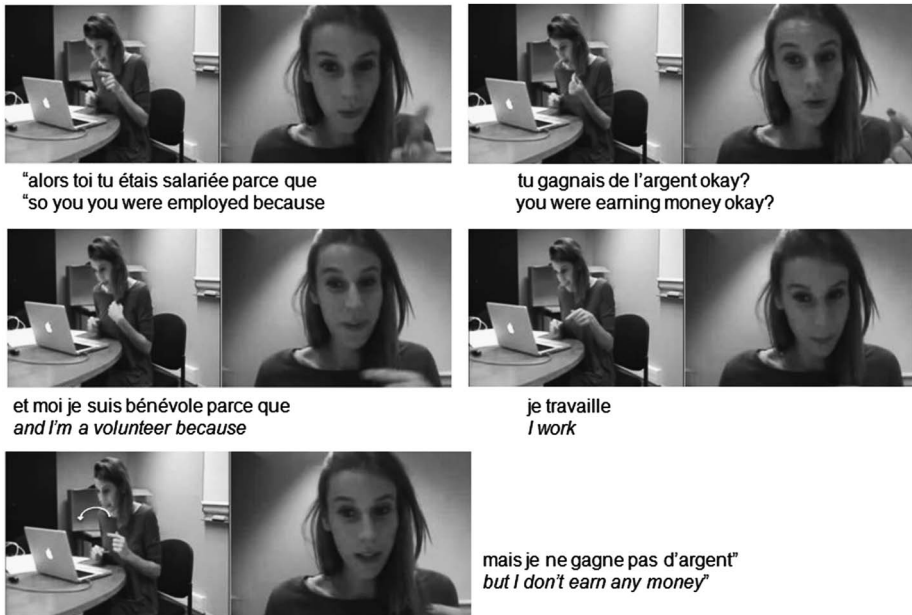 “alors toi tu étais salariée parce que
“so you you were employed because
tu gagnais de l’argent okay?
you were earning money okay?
et moi je suis bénévole parce que
and I’m a volunteer because
je travaille
I work
mais je ne gagne pas d’argent”
but I don’t earn any money”